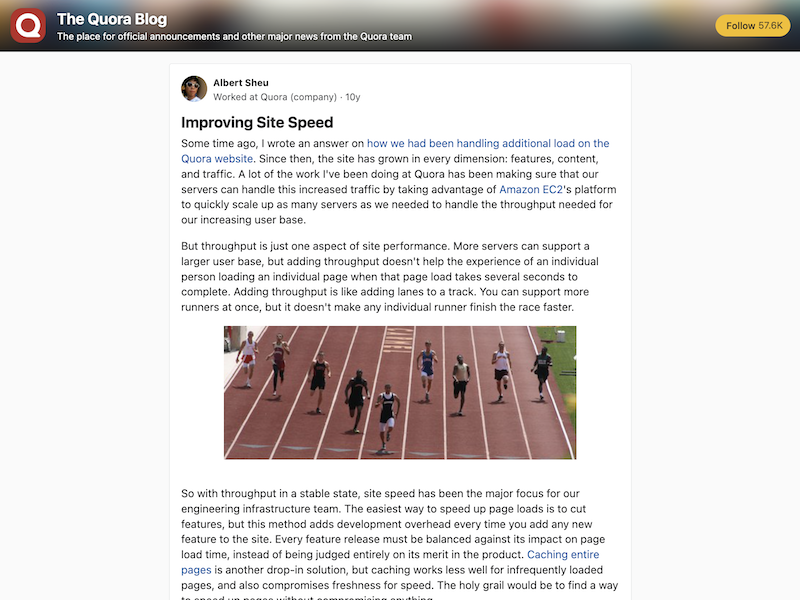 The Quora Blog
The place for official announcements and other major news from the Quora team
Follow 57.6K
Albert Sheu
Worked at Quora (company) · 10y
Improving Site Speed
Some time ago, I wrote an answer on how we had been handling additional load on the
Quora website. Since then, the site has grown in every dimension: features, content,
and traffic. A lot of the work I've been doing at Quora has been making sure that our
servers can handle this increased traffic by taking advantage of Amazon EC2's platform
to quickly scale up as many servers as we needed to handle the throughput needed for
our increasing user base.
But throughput is just one aspect of site performance. More servers can support a
larger user base, but adding throughput doesn't help the experience of an individual
person loading an individual page when that page load takes several seconds to
complete. Adding throughput is like adding lanes to a track. You can support more
runners at once, but it doesn't make any individual runner finish the race faster.
So with throughput in a stable state, site speed has been the major focus for our
engineering infrastructure team. The easiest way to speed up page loads is to cut
features, but this method adds development overhead every time you add any new
feature to the site. Every feature release must be balanced against its impact on page
load time, instead of being judged entirely on its merit in the product. Caching entire
pages is another drop-in solution, but caching works less well for infrequently loaded
pages, and also compromises freshness for speed. The holy grail would be to find a way
to speed up pages without compromising anything.